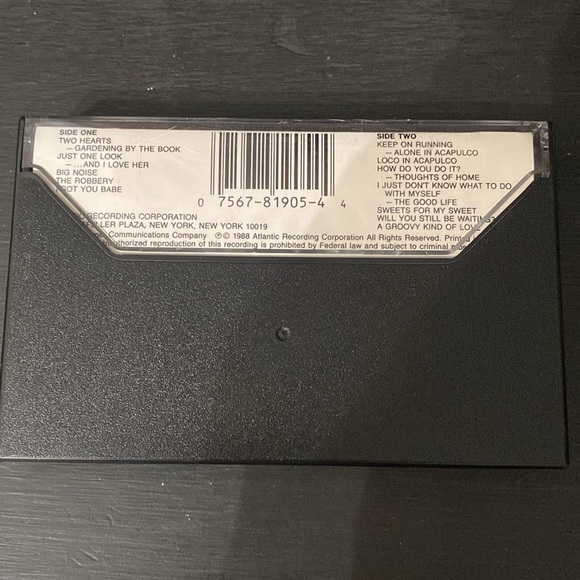 SIDE ONE
TWO HEARTS
– GARDENING BY THE BOOK
JUST ONE LOOK
– ...AND I LOVE HER
BIG NOISE
THE ROBBERY
I GOT YOU BABE
RECORDING CORPORATION
PLAZA, NEW YORK, NEW YORK 10019
Communications Company ℗© 1988 Atlantic Recording Corporation All Rights Reserved. Printed
Unauthorized reproduction of this recording is prohibited by Federal law and subject to criminal
0 7567-81905-4 4
SIDE TWO
KEEP ON RUNNING
– ALONE IN ACAPULCO
LOCO IN ACAPULCO
HOW DO YOU DO IT?
– THOUGHTS OF HOME
I JUST DON'T KNOW WHAT TO DO
WITH MYSELF
– THE GOOD LIFE
SWEETS FOR MY SWEET
WILL YOU STILL BE WAITING?
A GROOVY KIND OF LOVE